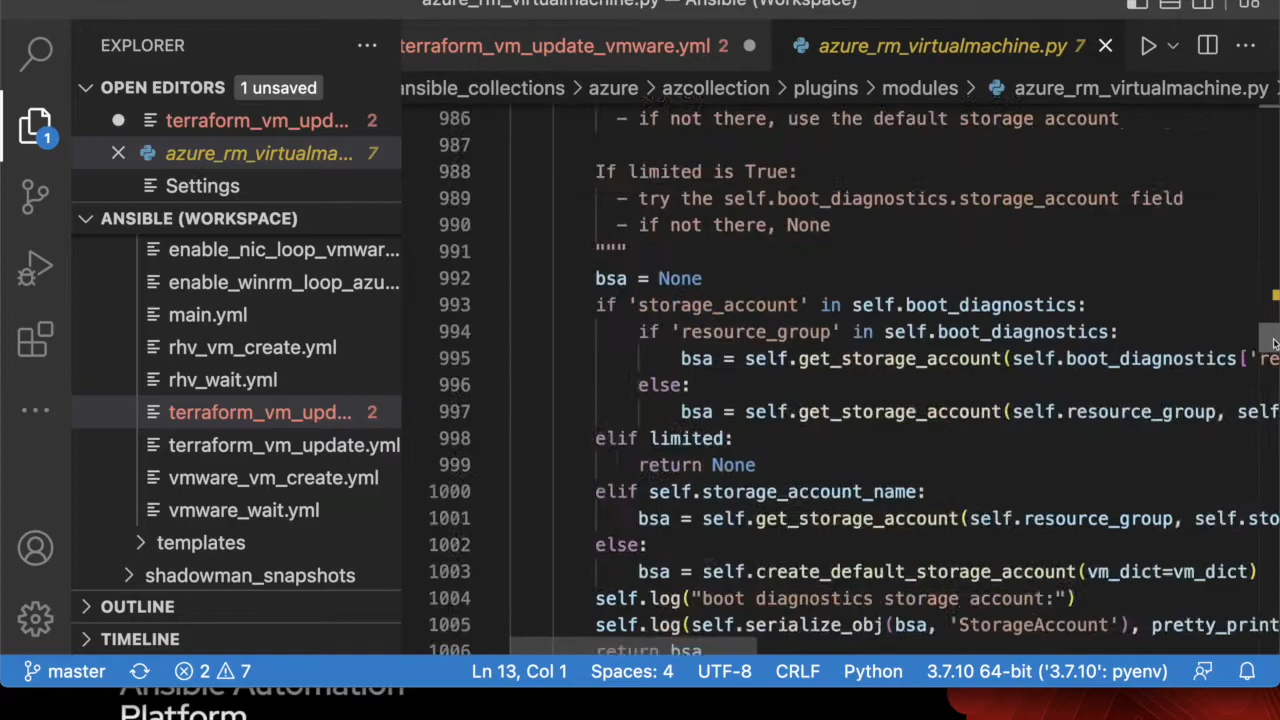 azure_rm_virtualmachine.py — Ansible (Workspace)
EXPLORER
OPEN EDITORS 1 unsaved
terraform_vm_upd... 2
azure_rm_virtualma... 7
Settings
ANSIBLE (WORKSPACE)
enable_nic_loop_vmwar...
enable_winrm_loop_azu...
main.yml
rhv_vm_create.yml
rhv_wait.yml
terraform_vm_upd... 2
terraform_vm_update.yml
vmware_vm_create.yml
vmware_wait.yml
templates
shadowman_snapshots
OUTLINE
TIMELINE
1
terraform_vm_update_vmware.yml 2
azure_rm_virtualmachine.py 7
ansible_collections > azure > azcollection > plugins > modules > azure_rm_virtualmachine.py >
986 - if not there, use the default storage account
987
988 If limited is True:
989 - try the self.boot_diagnostics.storage_account field
990 - if not there, None
991 """
992 bsa = None
993 if 'storage_account' in self.boot_diagnostics:
994 if 'resource_group' in self.boot_diagnostics:
995 bsa = self.get_storage_account(self.boot_diagnostics['re
996 else:
997 bsa = self.get_storage_account(self.resource_group, self
998 elif limited:
999 return None
1000 elif self.storage_account_name:
1001 bsa = self.get_storage_account(self.resource_group, self.sto
1002 else:
1003 bsa = self.create_default_storage_account(vm_dict=vm_dict)
1004 self.log("boot diagnostics storage account:")
1005 self.log(self.serialize_obj(bsa, 'StorageAccount'), pretty_print
1006 return bsa
master 2 7 Ln 13, Col 1 Spaces: 4 UTF-8 CRLF Python 3.7.10 64-bit ('3.7.10': pyenv)
Ansible Automation
Platform